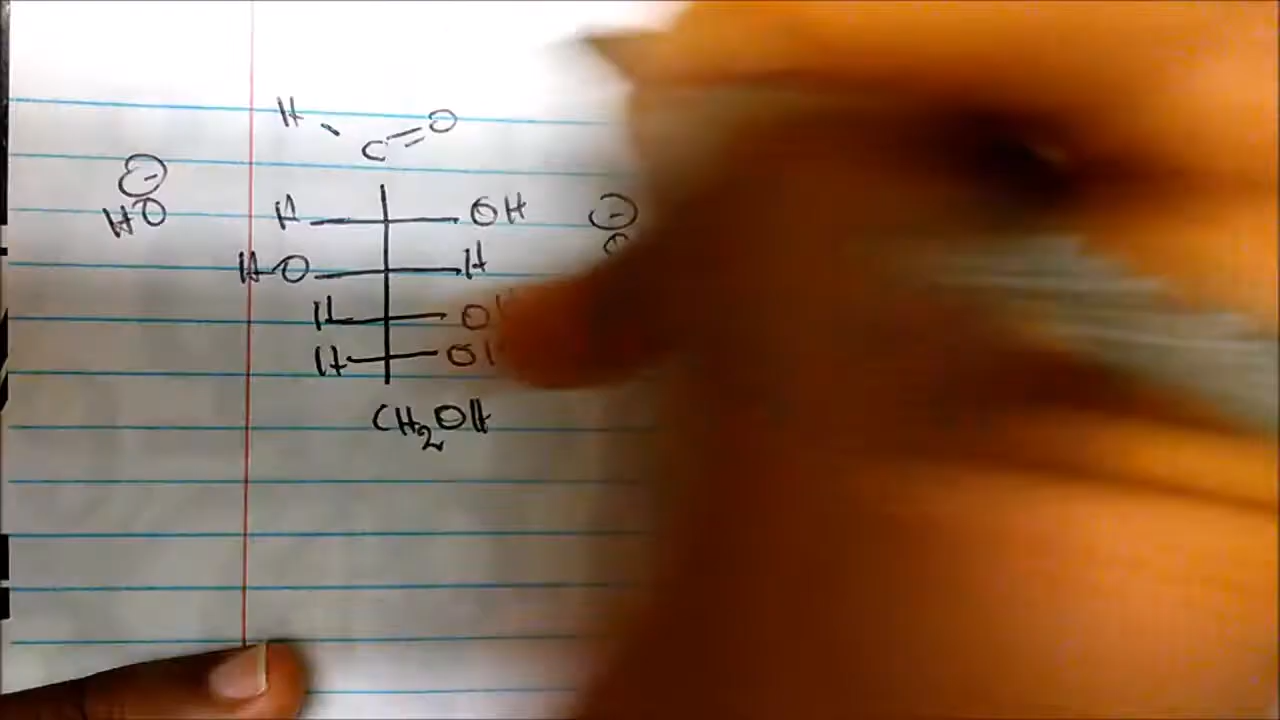 H C = O
⊖
HO H OH ⊖
HO H
H O
H O
CH₂OH